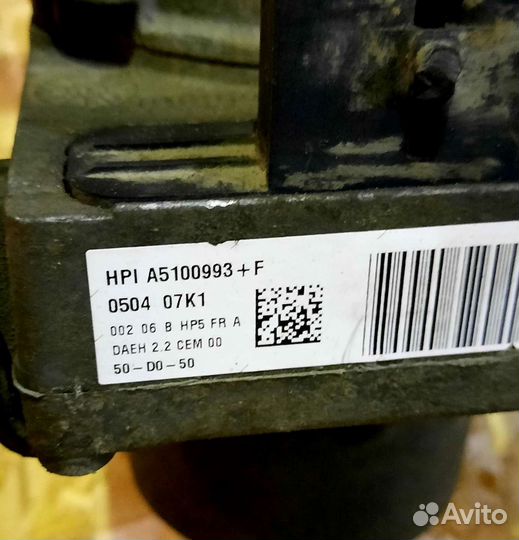 HPI A5100993+F
0504 07K1
002 06 B HP5 FR A
DAEH 2.2 CEM 00
50-D0-50
Avito